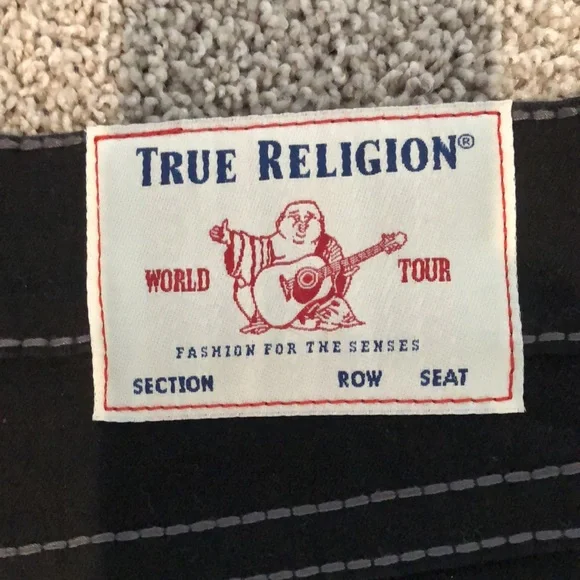 TRUE RELIGION®
WORLD TOUR
FASHION FOR THE SENSES
SECTION ROW SEAT